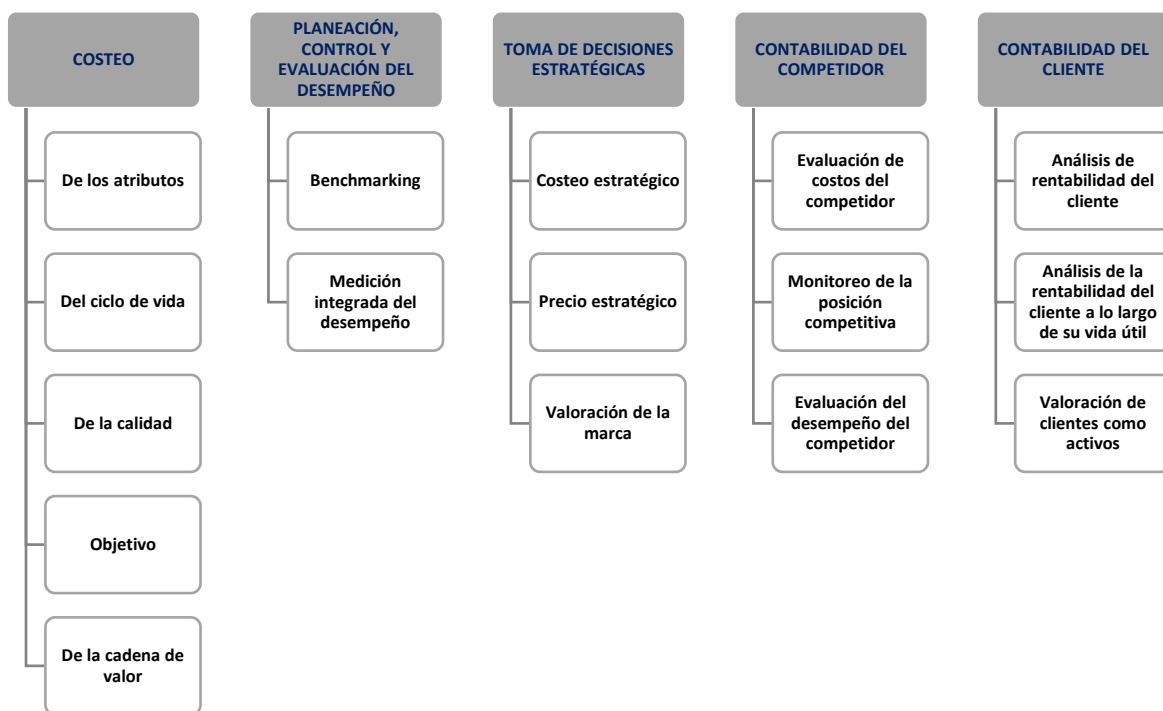 COSTEO
De los atributos
Del ciclo de vida
De la calidad
Objetivo
De la cadena de
valor
PLANEACIÓN,
CONTROL Y
EVALUACIÓN DEL
DESEMPEÑO
Benchmarking
Medición
integrada del
desempeño
TOMA DE DECISIONES
ESTRATÉGICAS
Costeo estratégico
Precio estratégico
Valoración de la
marca
CONTABILIDAD DEL
COMPETIDOR
Evaluación de
costos del
competidor
Monitoreo de la
posición
competitiva
Evaluación del
desempeño del
competidor
CONTABILIDAD DEL
CLIENTE
Análisis de
rentabilidad del
cliente
Análisis de la
rentabilidad del
cliente a lo largo
de su vida útil
Valoración de
clientes como
activos